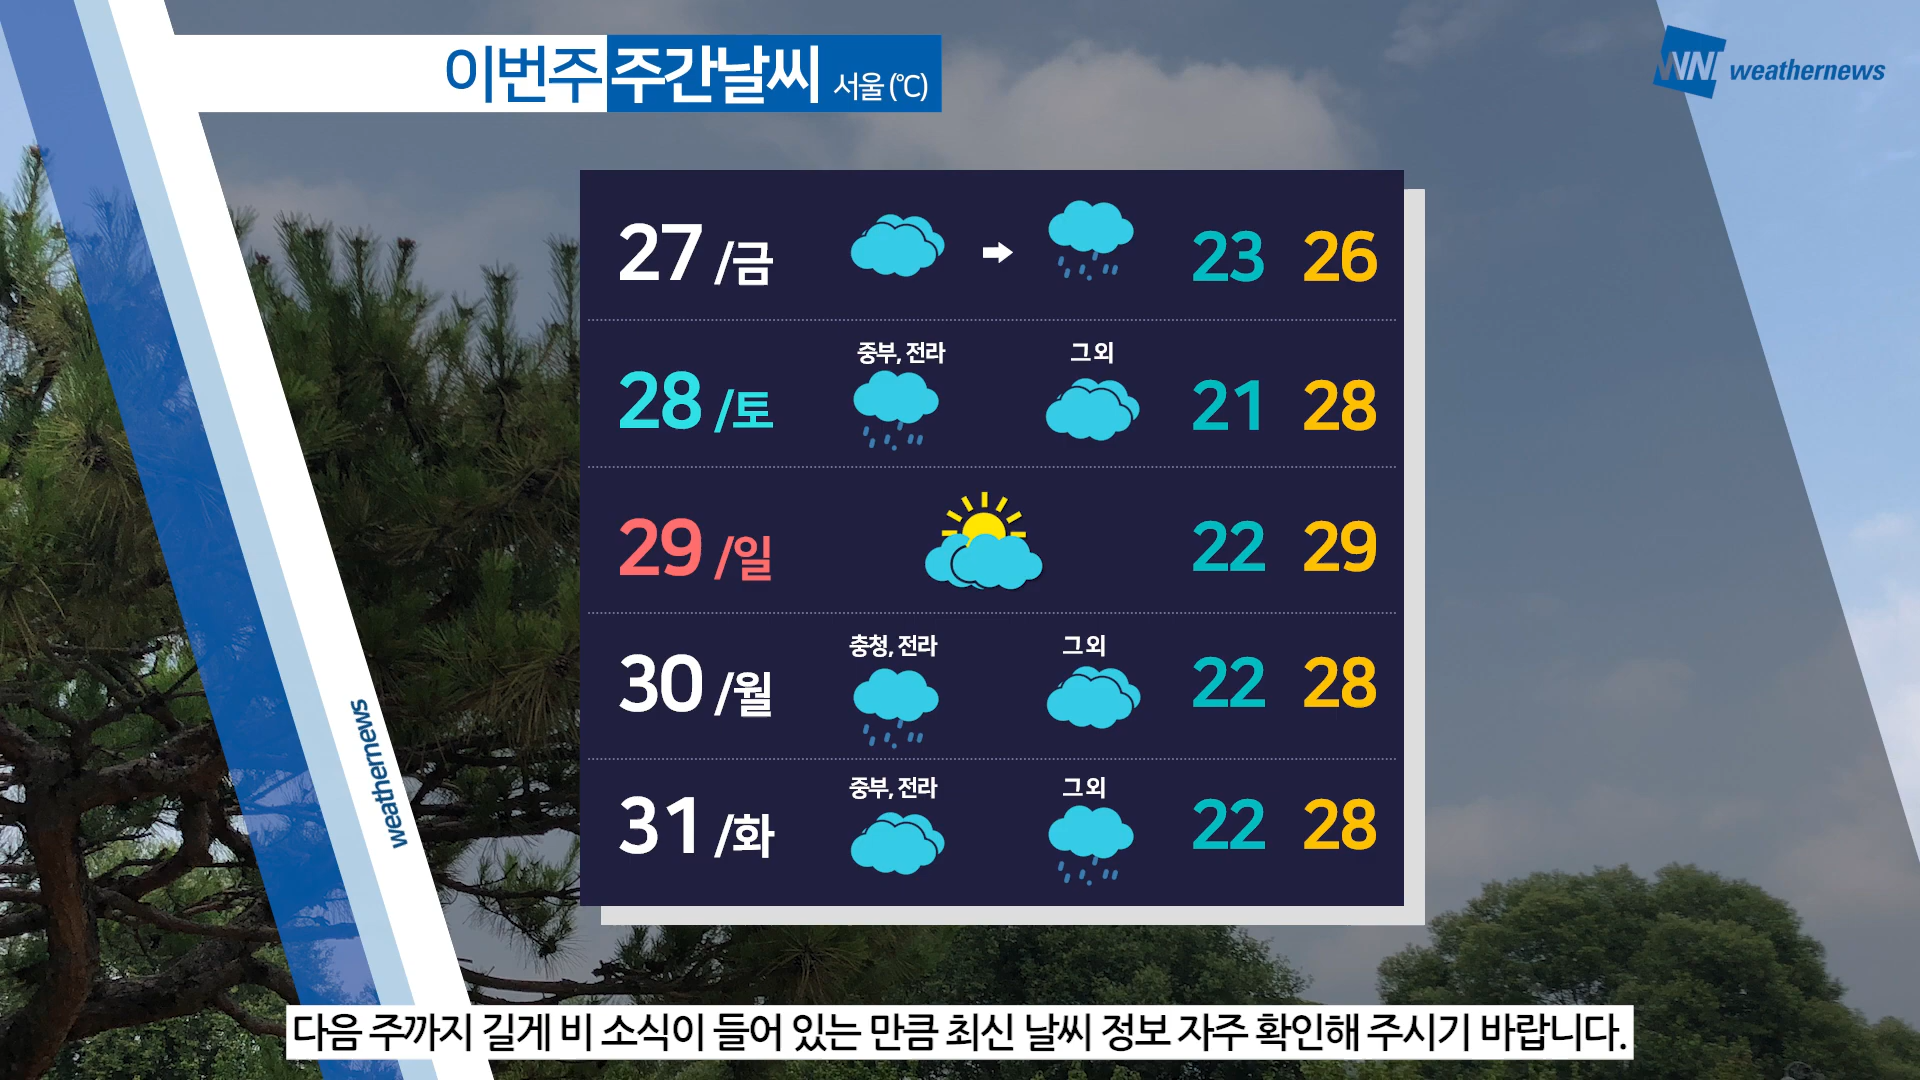 이번주 주간날씨 서울 (℃)
weathernews
27 /금 23 26
중부, 전라 그 외
28 /토 21 28
29 /일 22 29
충청, 전라 그 외
30 /월 22 28
중부, 전라 그 외
31 /화 22 28
weathernews
다음 주까지 길게 비 소식이 들어 있는 만큼 최신 날씨 정보 자주 확인해 주시기 바랍니다.